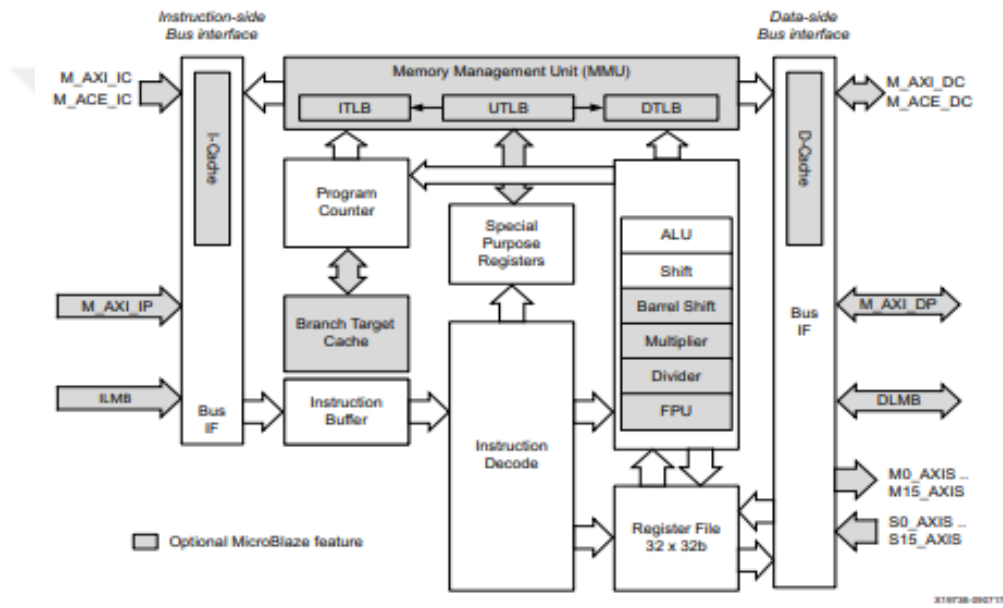 Instruction-side
Bus interface
Data-side
Bus interface
M_AXI_IC
M_ACE_IC
I-Cache
Memory Management Unit (MMU)
ITLB
UTLB
DTLB
D-Cache
M_AXI_DC
M_ACE_DC
Program
Counter
Special
Purpose
Registers
ALU
Shift
Barrel Shift
Multiplier
Divider
FPU
M_AXI_IP
Branch Target
Cache
Bus
IF
M_AXI_DP
ILMB
Bus
IF
Instruction
Buffer
Instruction
Decode
DLMB
Register File
32 x 32b
M0_AXIS ..
M15_AXIS
S0_AXIS ..
S15_AXIS
Optional MicroBlaze feature
X19738-090717